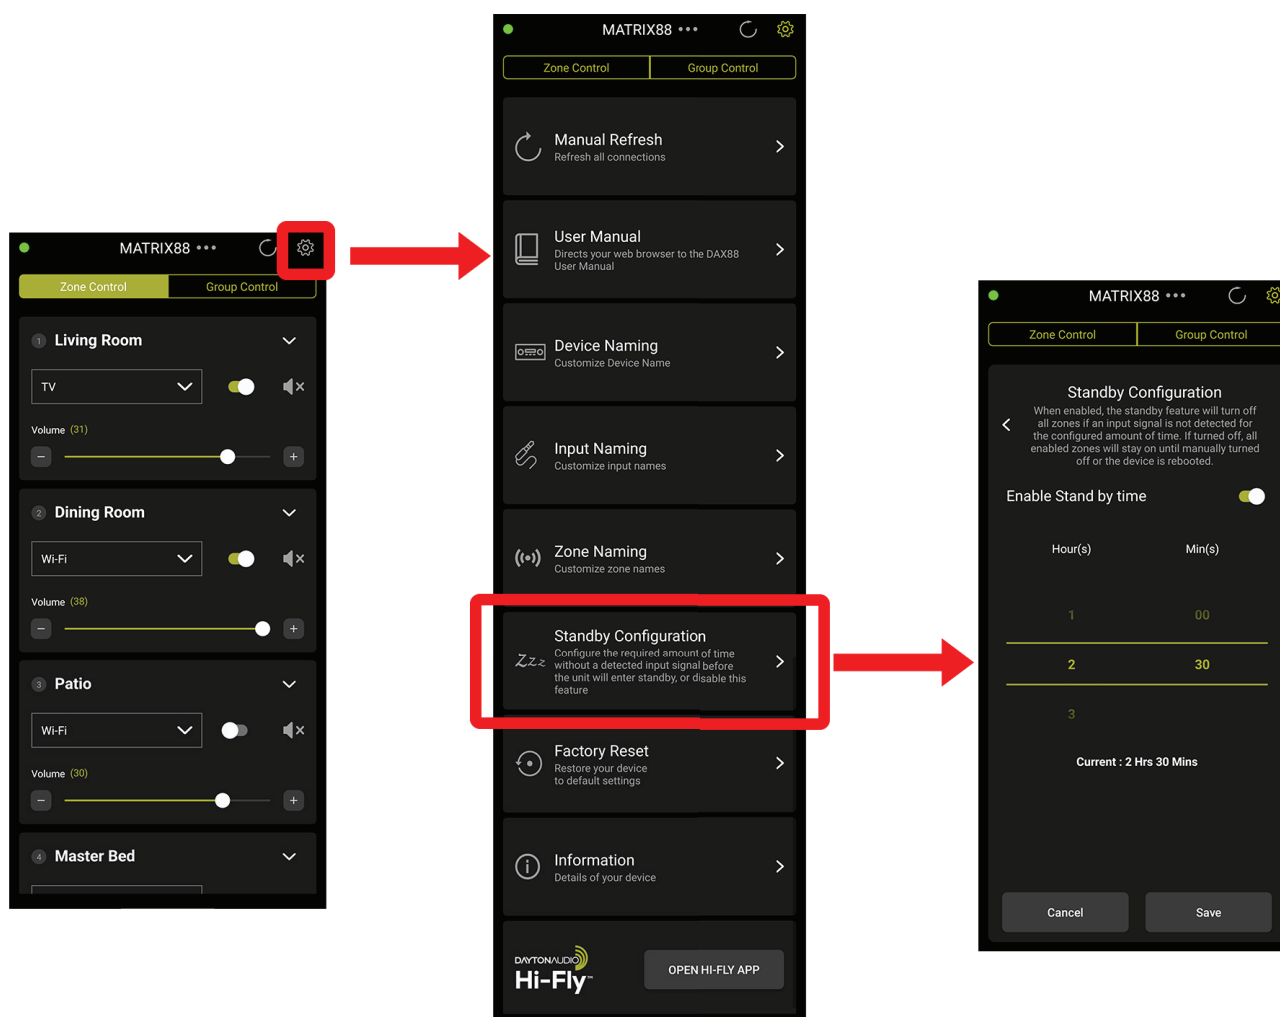 MATRIX88 •••
Zone Control
Group Control
1 Living Room
TV
Volume (31)
−
+
2 Dining Room
Wi-Fi
Volume (38)
−
+
3 Patio
Wi-Fi
Volume (30)
−
+
4 Master Bed
MATRIX88 •••
Zone Control
Group Control
Manual Refresh
Refresh all connections
User Manual
Directs your web browser to the DAX88
User Manual
Device Naming
Customize Device Name
Input Naming
Customize input names
Zone Naming
Customize zone names
Standby Configuration
Zzz
Configure the required amount of time
without a detected input signal before
the unit will enter standby, or disable this
feature
Factory Reset
Restore your device
to default settings
Information
Details of your device
DAYTONAUDIO
Hi-Fly™
OPEN HI-FLY APP
MATRIX88 •••
Zone Control
Group Control
Standby Configuration
When enabled, the standby feature will turn off
all zones if an input signal is not detected for
the configured amount of time. If turned off, all
enabled zones will stay on until manually turned
off or the device is rebooted.
Enable Stand by time
Hour(s)
Min(s)
1
00
2
30
3
Current : 2 Hrs 30 Mins
Cancel
Save